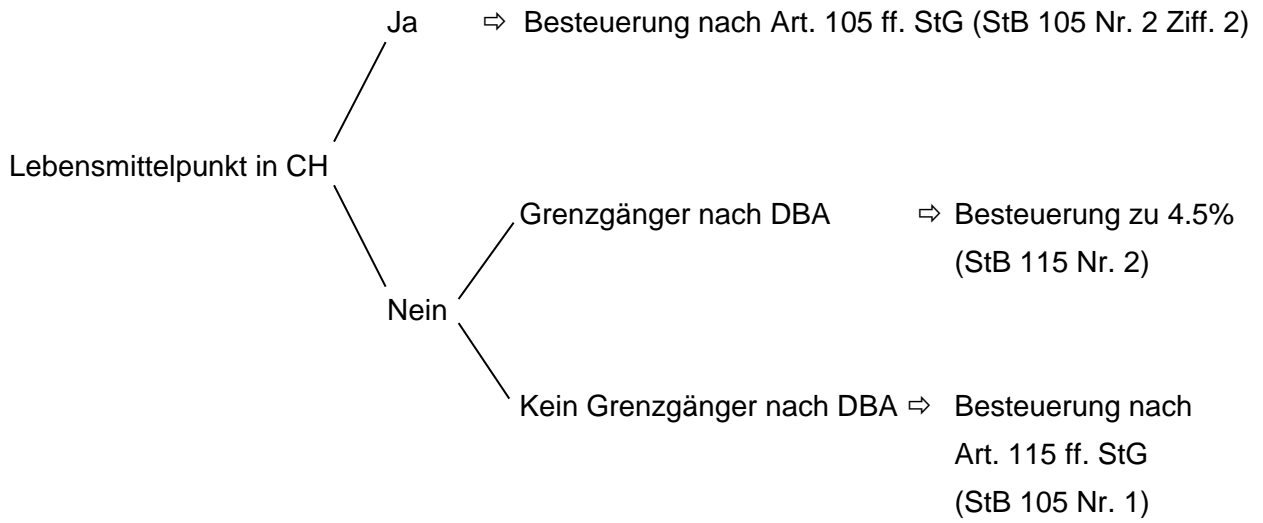 Ja ⇨ Besteuerung nach Art. 105 ff. StG (StB 105 Nr. 2 Ziff. 2)
Lebensmittelpunkt in CH
Grenzgänger nach DBA ⇨ Besteuerung zu 4.5%
(StB 115 Nr. 2)
Nein
Kein Grenzgänger nach DBA ⇨ Besteuerung nach
Art. 115 ff. StG
(StB 105 Nr. 1)